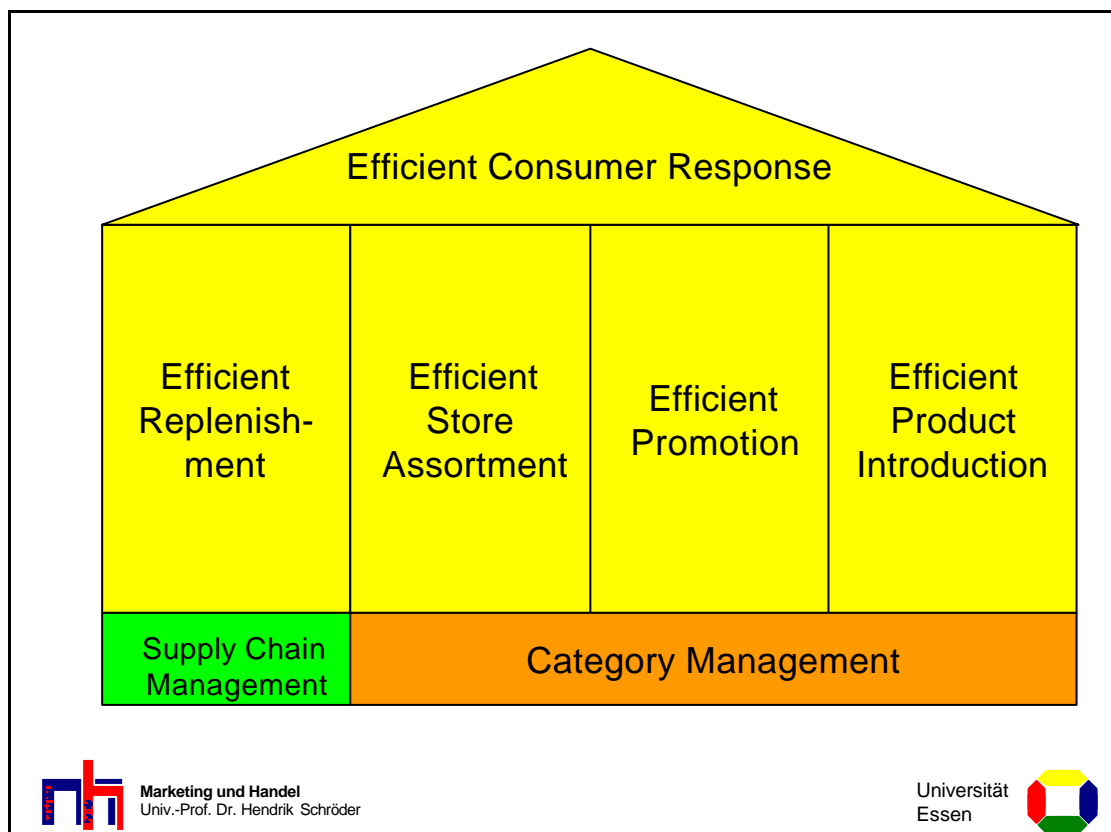 Efficient Consumer Response
Efficient
Replenish-
ment
Efficient
Store
Assortment
Efficient
Promotion
Efficient
Product
Introduction
Supply Chain
Management
Category Management
Marketing und Handel
Univ.-Prof. Dr. Hendrik Schröder
Universität
Essen